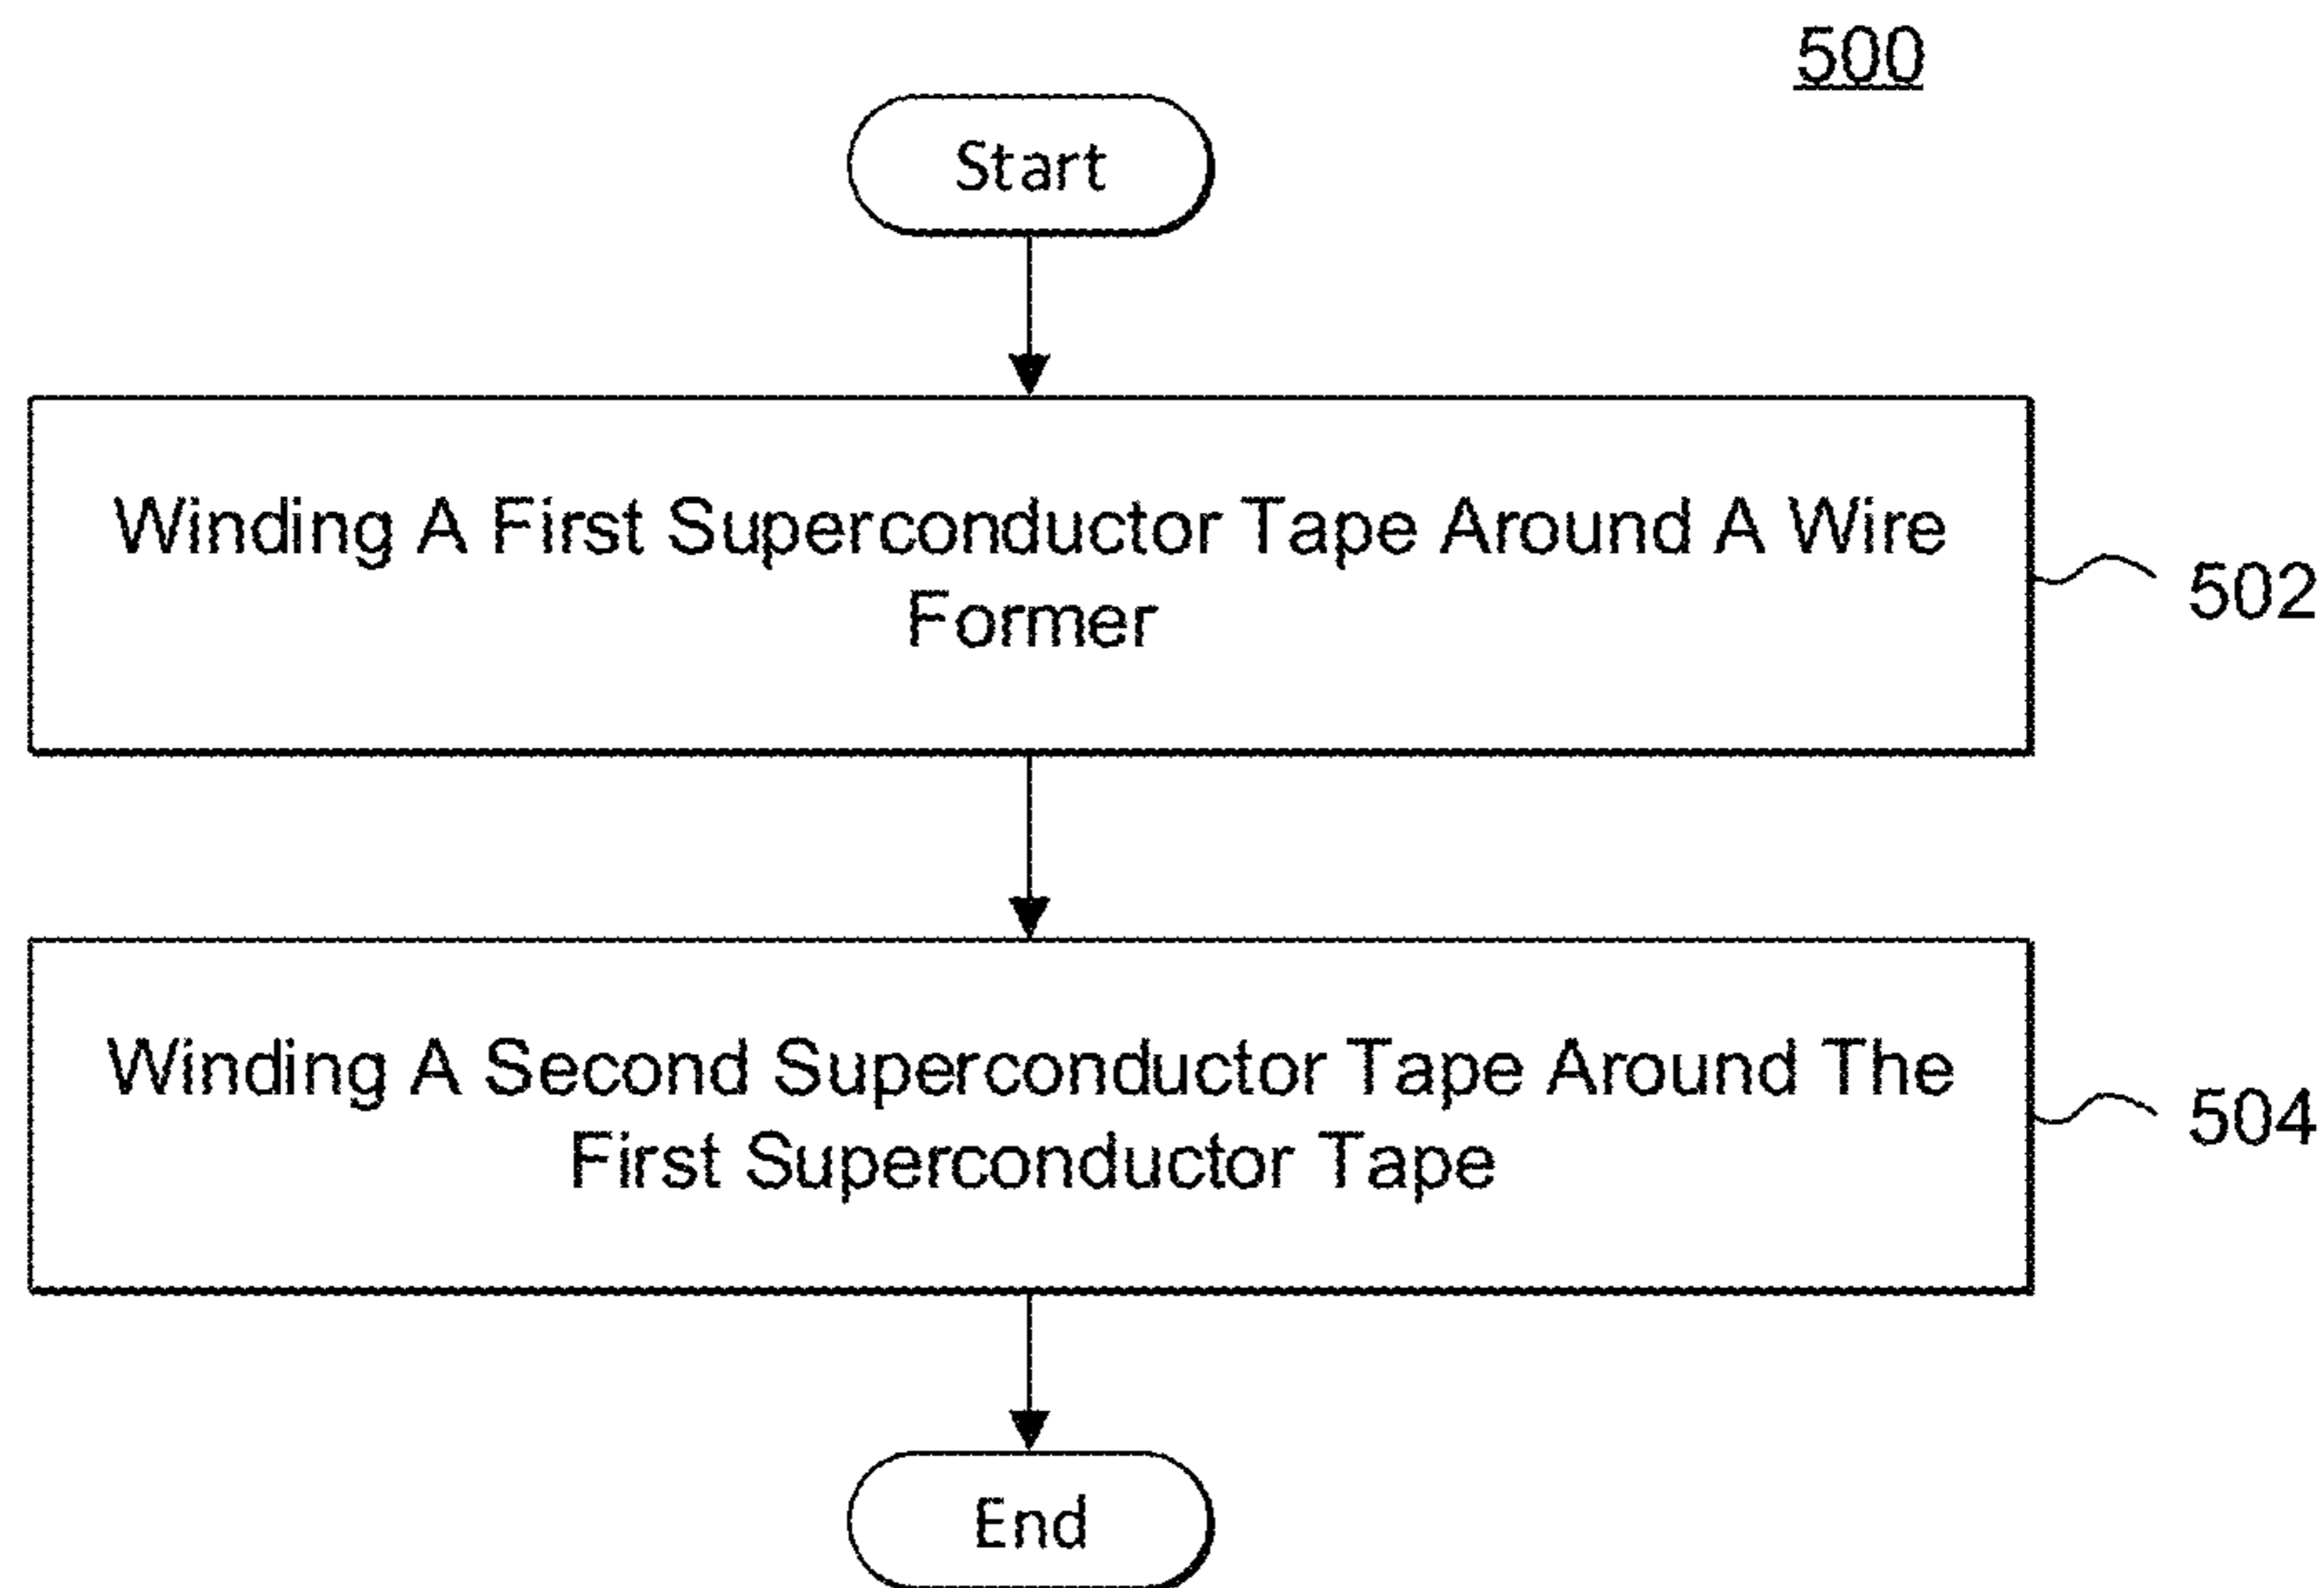 500
Start
Winding A First Superconductor Tape Around A Wire
Former
502
Winding A Second Superconductor Tape Around The
First Superconductor Tape
504
End